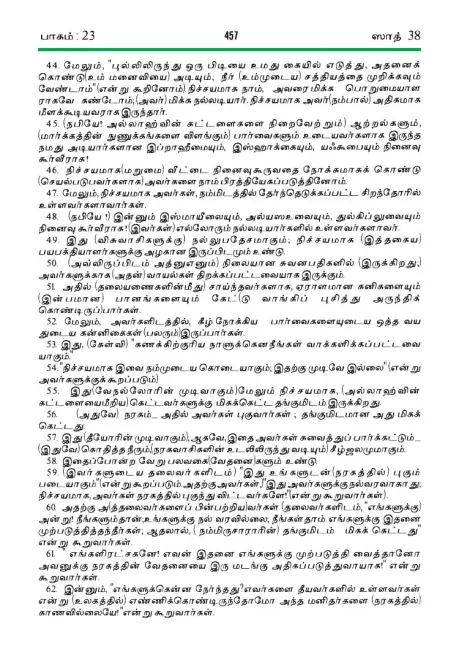 பாகம் : 23 457 ஸாத் 38
44. மேலும், "புல்லிலிருந்து ஒரு பிடியை உமது கையில் எடுத்து, அதனைக்
கொண்டு(உம் மனைவியை) அடியும்; நீர் (உம்முடைய) சத்தியத்தை முறிக்கவும்
வேண்டாம்"(என்று கூறினோம்). நிச்சயமாக நாம், அவரை மிக்க பொறுமையாள
ராகவே கண்டோம்; (அவர்) மிக்க நல்லடியார். நிச்சயமாக அவர்(நம்பால்) அதிகமாக
மீளக்கூடியவராக இருந்தார்.
45. (நபியே! அல்லாஹ்வின் கட்டளைகளை நிறைவேற்றும்) ஆற்றல்களும்,
(மார்க்கத்தின் நுணுக்கங்களை விளங்கும்) பார்வைகளும் உடையவர்களாக இருந்த
நமது அடியார்களான இப்றாஹீமையும், இஸ்ஹாக்கையும், யஃகூபையும் நினைவு
கூர்வீராக!
46. நிச்சயமாக(மறுமை) வீட்டை நினைவுகூருவதை நோக்கமாகக் கொண்டு
(செயல்படுபவர்களாக)அவர்களை நாம் பிரத்தியேகப்படுத்தினோம்.
47. மேலும், நிச்சயமாக அவர்கள், நம்மிடத்தில் தேர்ந்தெடுக்கப்பட்ட சிறந்தோரில்
உள்ளவர்களாவார்கள்.
48. (நபியே!) இன்னும் இஸ்மாயீலையும், அல்யஸஉவையும், துல்கிப்லுவையும்
நினைவு கூர்வீராக! (இவர்கள்) எல்லோரும் நல்லடியார்களில் உள்ளவர்களாவர்.
49. இது (விசுவாசிகளுக்கு) நல்லுபதேசமாகும்; நிச்சயமாக (இத்தகைய)
பயபக்தியாளர்களுக்கு அழகான இருப்பிடமும் உண்டு.
50. (அவ்விருப்பிடம் அத்னுஎனும்) நிலையான சுவனபதிகளில் (இருக்கிறது;)
அவர்களுக்காக (அதன்) வாயல்கள் திறக்கப்பட்டவையாக இருக்கும்.
51. அதில் (தலையணைகளின்மீது) சாய்ந்தவர்களாக, ஏராளமான கனிகளையும்
(இன்பமான) பானங்களையும் கேட்டு வாங்கிப் புசித்து அருந்திக்
கொண்டிருப்பார்கள்.
52. மேலும், அவர்களிடத்தில், கீழ் நோக்கிய பார்வைகளையுடைய ஒத்த வய
துடைய கன்னிகைகள் (பலரும்)இருப்பார்கள்.
53. இது, (கேள்வி) "கணக்கிற்குரிய நாளுக்கென நீங்கள் வாக்களிக்கப்பட்டவை
யாகும்."
54. "நிச்சயமாக இவை நம்முடைய கொடையாகும்; இதற்கு முடிவே இல்லை" (என்று
அவர்களுக்குக் கூறப்படும்)
55. இது(வேநல்லோரின் முடிவாகும்)மேலும் நிச்சயமாக, (அல்லாஹ்வின்
கட்டளையைமீறிய) கெட்டவர்களுக்கு மிகக்கெட்ட தங்குமிடம் இருக்கிறது.
56. (அதுவே) நரகம்_ அதில் அவர்கள் புகுவார்கள் ; தங்குமிடமான அது மிகக்
கெட்டது.
57. இது (தீயோரின் முடிவாகும்), ஆகவே, இதை அவர்கள் சுவைத்துப் பார்க்கட்டும்_
(இதுவே) கொதித்த நீரும், (நரகவாசிகளின் உடலிலிருந்து வடியும்) சீழ்ஜலமுமாகும்.
58. இதைப்போன்ற வேறு பலவகை(வேதனை)களும் உண்டு.
59. (இவர்களுடைய தலைவர்களிடம்) "இது உங்களுடன்(நரகத்தில்) புகும்
படையாகும்"(என்று கூறப்படும். அதற்கு அவர்கள்,)"இது அவர்களுக்கு நல்வரவாகாது;
நிச்சயமாக, அவர்கள் நரகில் புகுந்து விட்டவர்களே!"(என்று கூறுவார்கள்).
60. அதற்கு அ(த்தலைவர்களைப் பின்பற்றிய)வர்கள் (தலைவர்களிடம், "எங்களுக்கு)
அன்று! நீங்களும்தான்;உங்களுக்கு நல் வரவில்லை; நீங்கள்தாம் எங்களுக்கு இதனை
முற்படுத்தித்தந்தீர்கள்; ஆதலால், ( நம்மிருசாராரின்) தங்குமிடம் மிகக் கெட்டது"
என்று கூறுவார்கள்.
61. " எங்களிரட்சகனே! எவன் இதனை எங்களுக்கு முற்படுத்தி வைத்தானோ
அவனுக்கு நரகத்தின் வேதனையை இரு மடங்கு அதிகப்படுத்துவாயாக!" என்று
கூறுவார்கள்.
62. இன்னும், "எங்களுக்கென்ன நேர்ந்தது?எவர்களை தீயவர்களில் உள்ளவர்கள்
என்று (உலகத்தில்) எண்ணிக்கொண்டிருந்தோமோ அந்த மனிதர்களை (நரகத்தில்)
காணவில்லையே!"என்று கூறுவார்கள்.